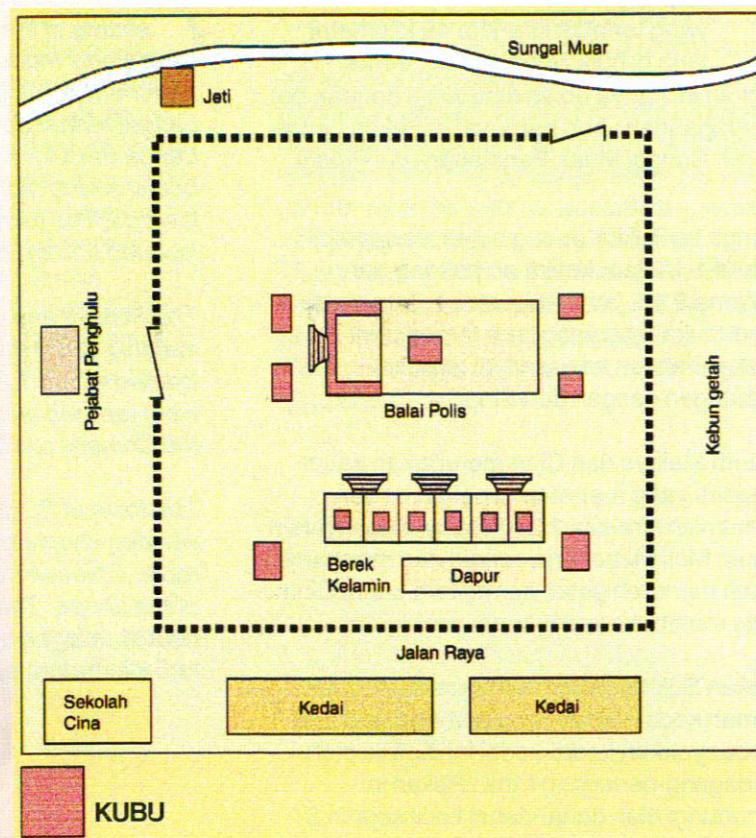 Sungai Muar
Jeti
Pejabat Penghulu
Balai Polis
Kebun getah
Berek
Kelamin
Dapur
Jalan Raya
Sekolah
Cina
Kedai
Kedai
KUBU